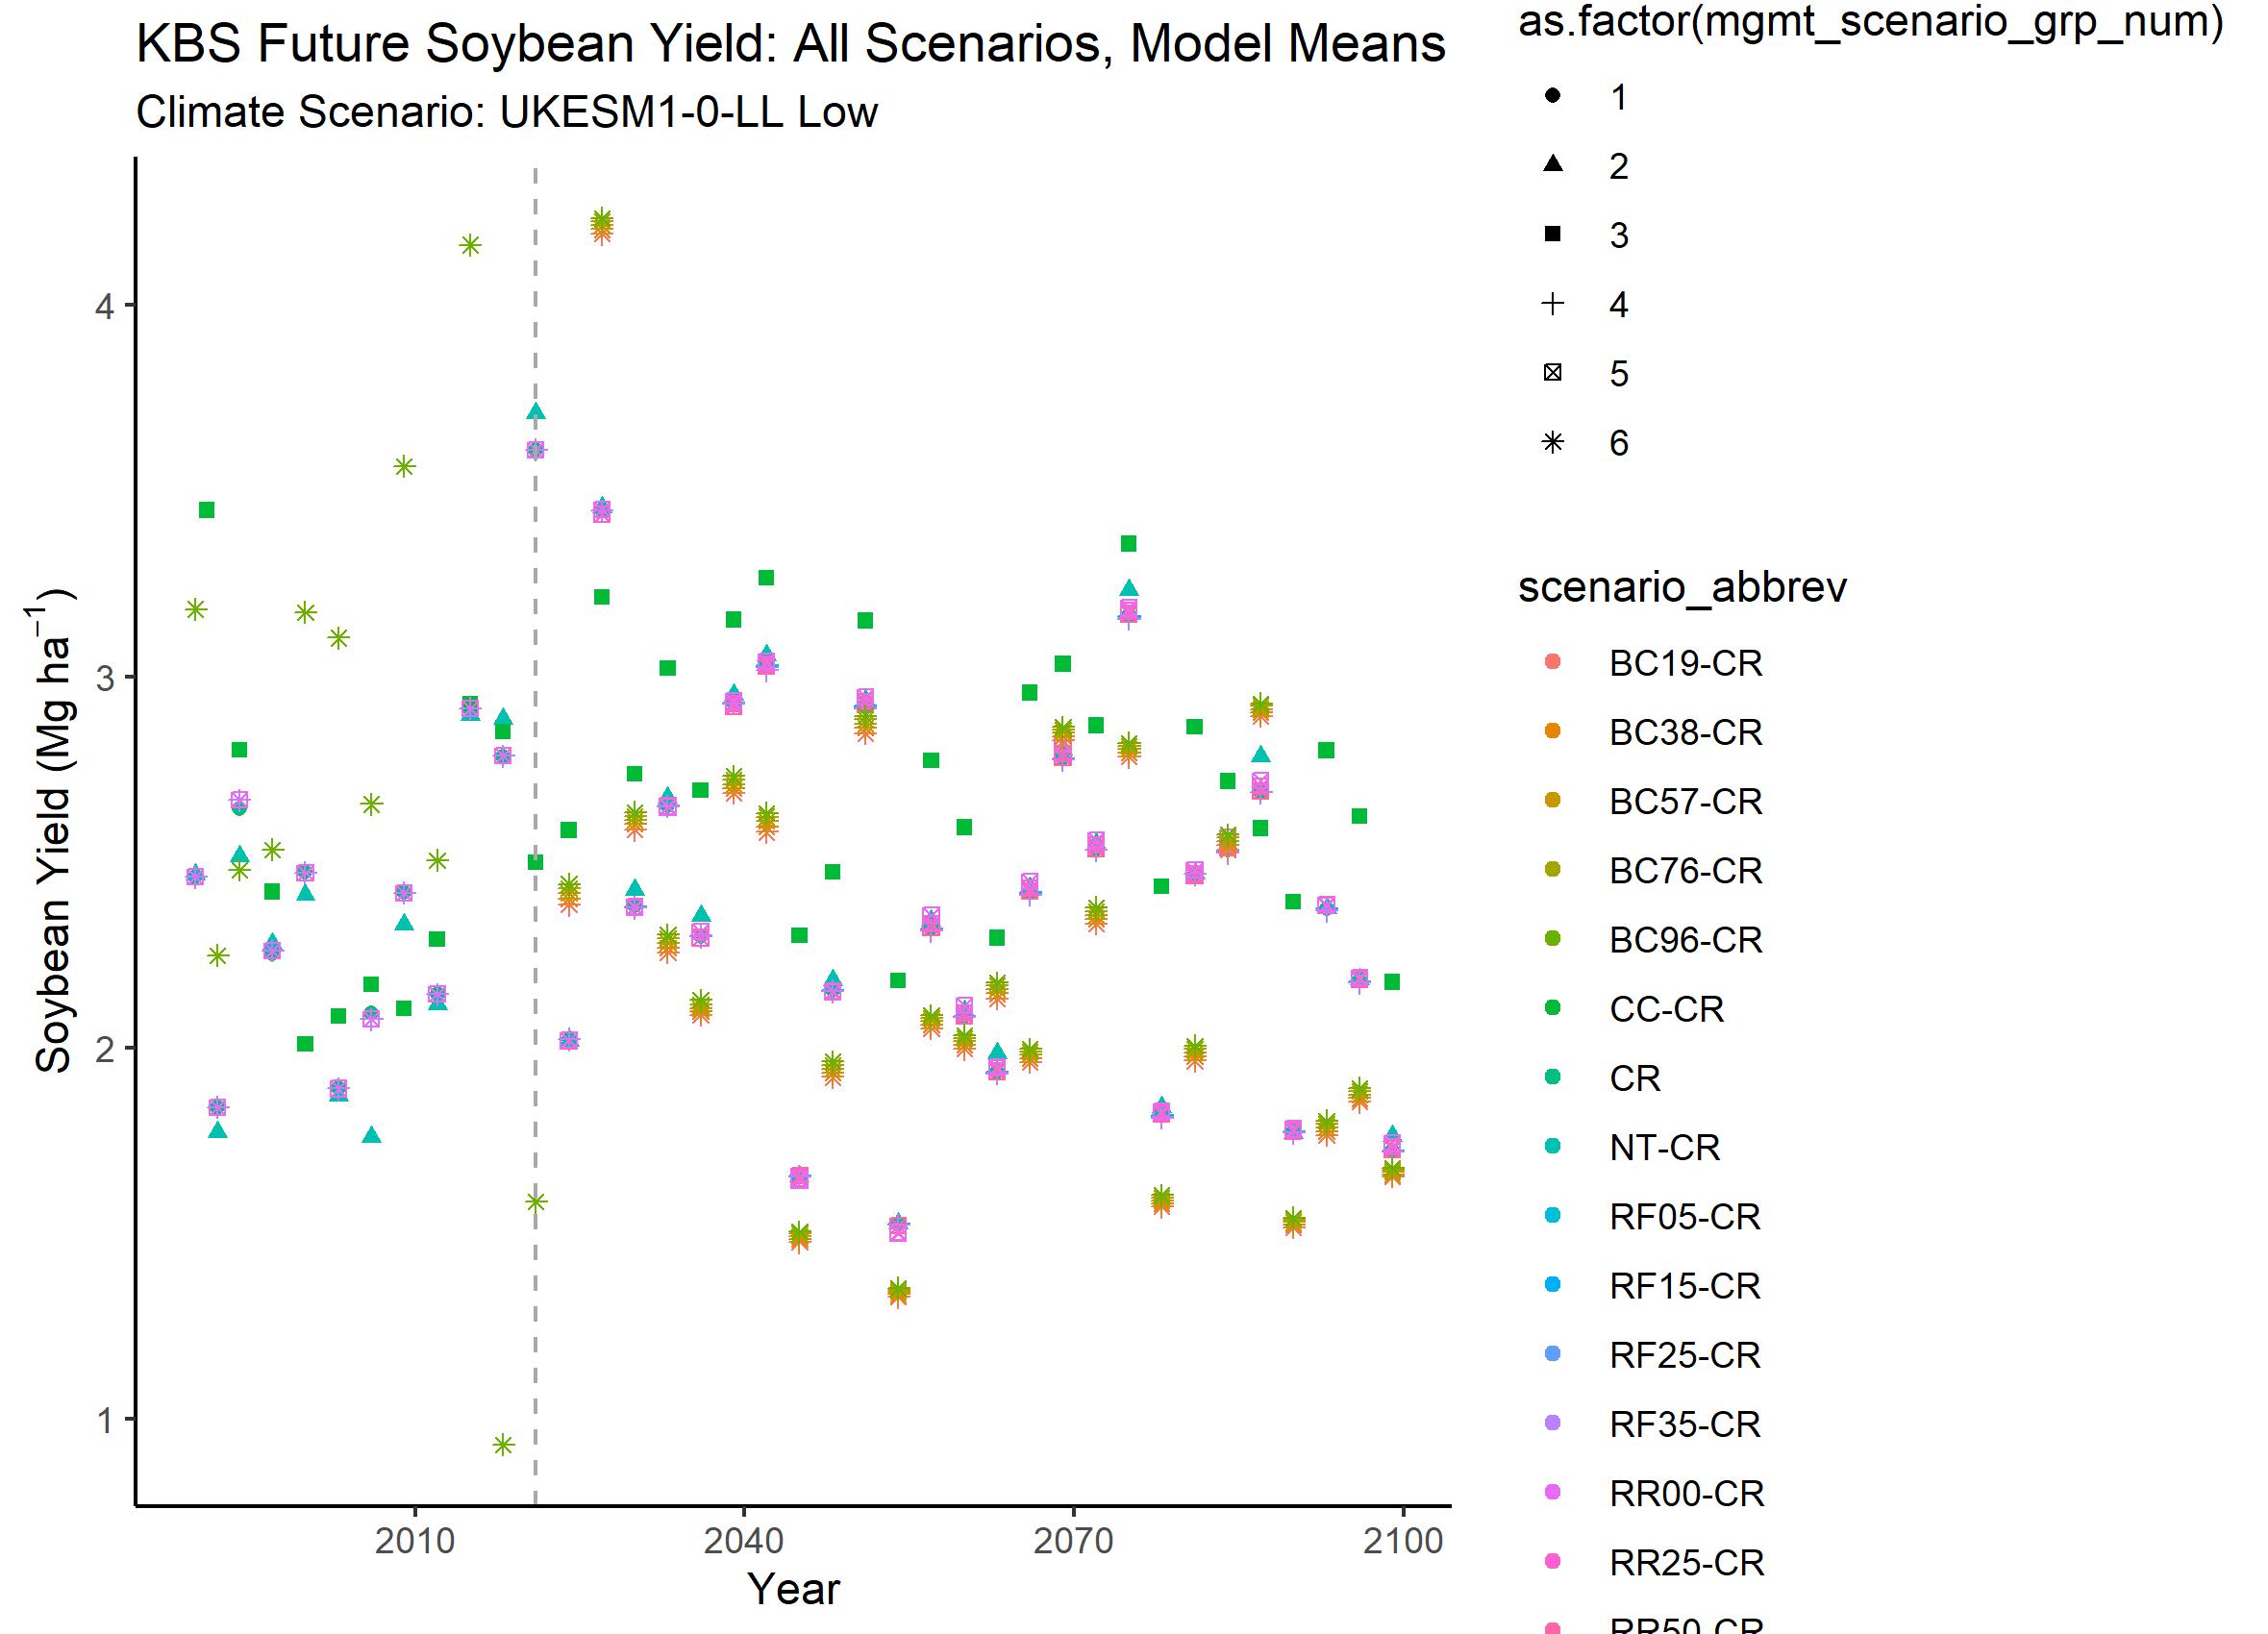 KBS Future Soybean Yield: All Scenarios, Model Means
Climate Scenario: UKESM1-0-LL Low
Soybean Yield (Mg ha⁻¹)
4
3
2
1
2010
2040
2070
2100
Year
as.factor(mgmt_scenario_grp_num)
1
2
3
4
5
6
scenario_abbrev
BC19-CR
BC38-CR
BC57-CR
BC76-CR
BC96-CR
CC-CR
CR
NT-CR
RF05-CR
RF15-CR
RF25-CR
RF35-CR
RR00-CR
RR25-CR
RR50-CR